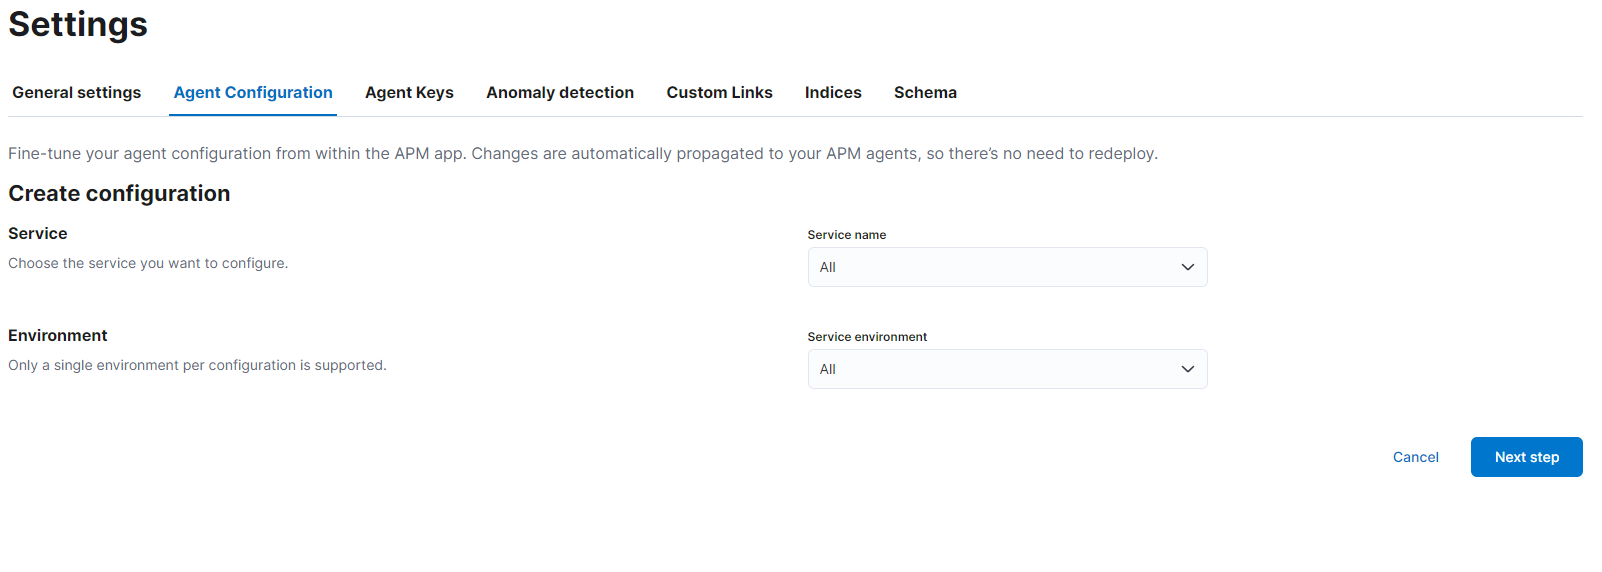 Settings
General settings Agent Configuration Agent Keys Anomaly detection Custom Links Indices Schema
Fine-tune your agent configuration from within the APM app. Changes are automatically propagated to your APM agents, so there’s no need to redeploy.
Create configuration
Service
Choose the service you want to configure.
Service name
All
Environment
Only a single environment per configuration is supported.
Service environment
All
Cancel Next step